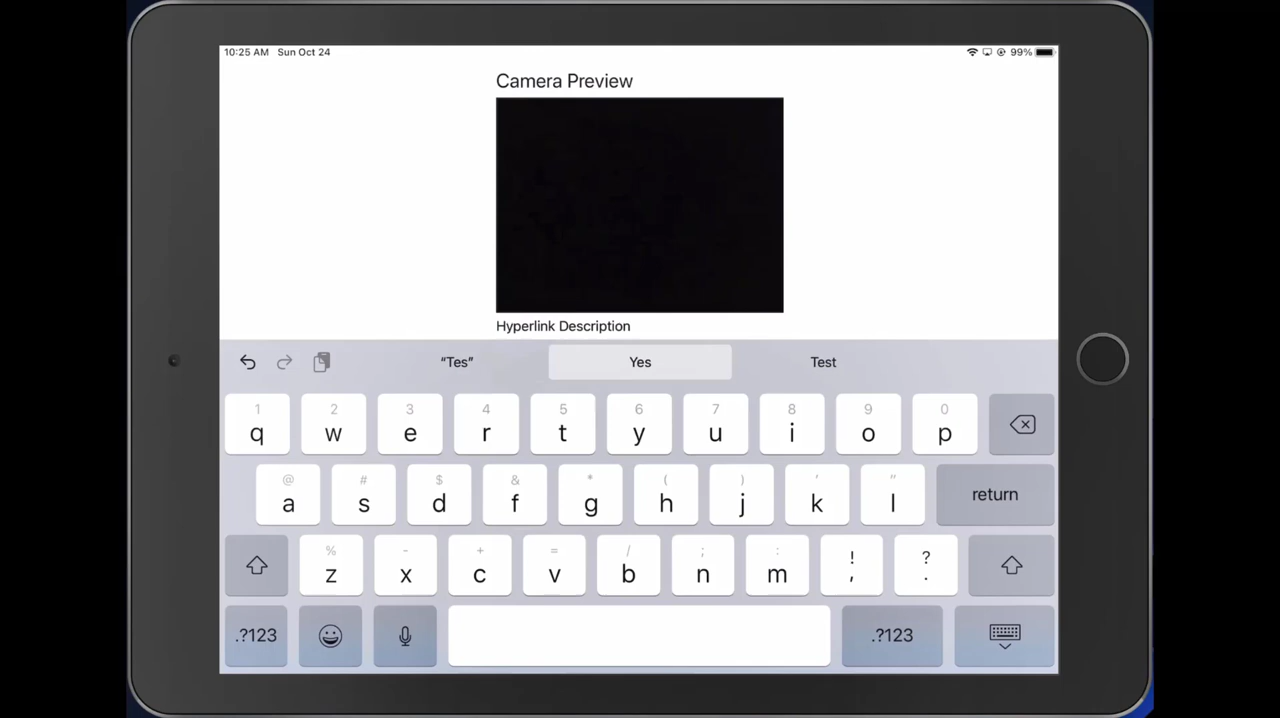 10:25 AM Sun Oct 24 99%
Camera Preview
Hyperlink Description
“Tes” Yes Test
1 2 3 4 5 6 7 8 9 0
q w e r t y u i o p
@ # $ & * ( ) ' "
a s d f g h j k l return
% - + = / ; : ! ?
z x c v b n m , .
.?123 .?123